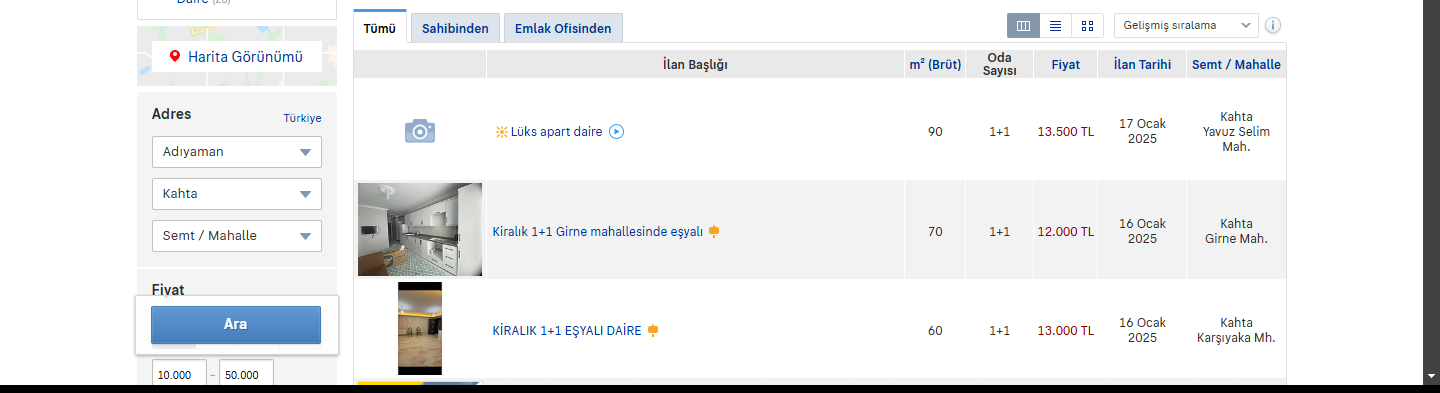 Daire (28)
Harita Görünümü
Adres
Türkiye
Adıyaman
Kahta
Semt / Mahalle
Fiyat
Ara
10.000 – 50.000
Tümü
Sahibinden
Emlak Ofisinden
Gelişmiş sıralama
i
İlan Başlığı
m² (Brüt)
Oda
Sayısı
Fiyat
İlan Tarihi
Semt / Mahalle
Lüks apart daire
90
1+1
13.500 TL
17 Ocak
2025
Kahta
Yavuz Selim
Mah.
Kiralık 1+1 Girne mahallesinde eşyalı
70
1+1
12.000 TL
16 Ocak
2025
Kahta
Girne Mah.
KİRALIK 1+1 EŞYALI DAİRE
60
1+1
13.000 TL
16 Ocak
2025
Kahta
Karşıyaka Mh.